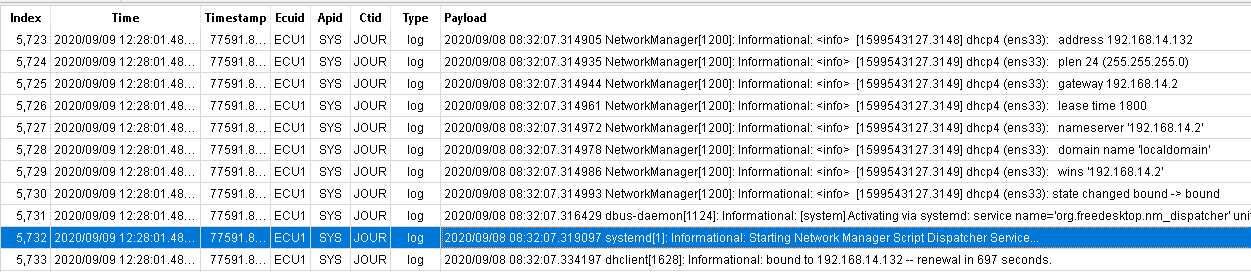 Index Time Timestamp Ecuid Apid Ctid Type Payload
5,723 2020/09/09 12:28:01.48... 77591.8... ECU1 SYS JOUR log 2020/09/08 08:32:07.314905 NetworkManager[1200]: Informational: <info> [1599543127.3148] dhcp4 (ens33): address 192.168.14.132
5,724 2020/09/09 12:28:01.48... 77591.8... ECU1 SYS JOUR log 2020/09/08 08:32:07.314935 NetworkManager[1200]: Informational: <info> [1599543127.3149] dhcp4 (ens33): plen 24 (255.255.255.0)
5,725 2020/09/09 12:28:01.48... 77591.8... ECU1 SYS JOUR log 2020/09/08 08:32:07.314944 NetworkManager[1200]: Informational: <info> [1599543127.3149] dhcp4 (ens33): gateway 192.168.14.2
5,726 2020/09/09 12:28:01.48... 77591.8... ECU1 SYS JOUR log 2020/09/08 08:32:07.314961 NetworkManager[1200]: Informational: <info> [1599543127.3149] dhcp4 (ens33): lease time 1800
5,727 2020/09/09 12:28:01.48... 77591.8... ECU1 SYS JOUR log 2020/09/08 08:32:07.314972 NetworkManager[1200]: Informational: <info> [1599543127.3149] dhcp4 (ens33): nameserver '192.168.14.2'
5,728 2020/09/09 12:28:01.48... 77591.8... ECU1 SYS JOUR log 2020/09/08 08:32:07.314978 NetworkManager[1200]: Informational: <info> [1599543127.3149] dhcp4 (ens33): domain name 'localdomain'
5,729 2020/09/09 12:28:01.48... 77591.8... ECU1 SYS JOUR log 2020/09/08 08:32:07.314986 NetworkManager[1200]: Informational: <info> [1599543127.3149] dhcp4 (ens33): wins '192.168.14.2'
5,730 2020/09/09 12:28:01.48... 77591.8... ECU1 SYS JOUR log 2020/09/08 08:32:07.314993 NetworkManager[1200]: Informational: <info> [1599543127.3149] dhcp4 (ens33): state changed bound -> bound
5,731 2020/09/09 12:28:01.48... 77591.8... ECU1 SYS JOUR log 2020/09/08 08:32:07.316429 dbus-daemon[1124]: Informational: [system] Activating via systemd: service name='org.freedesktop.nm_dispatcher' uni
5,732 2020/09/09 12:28:01.48... 77591.8... ECU1 SYS JOUR log 2020/09/08 08:32:07.319097 systemd[1]: Informational: Starting Network Manager Script Dispatcher Service...
5,733 2020/09/09 12:28:01.48... 77591.8... ECU1 SYS JOUR log 2020/09/08 08:32:07.334197 dhclient[1628]: Informational: bound to 192.168.14.132 -- renewal in 697 seconds.